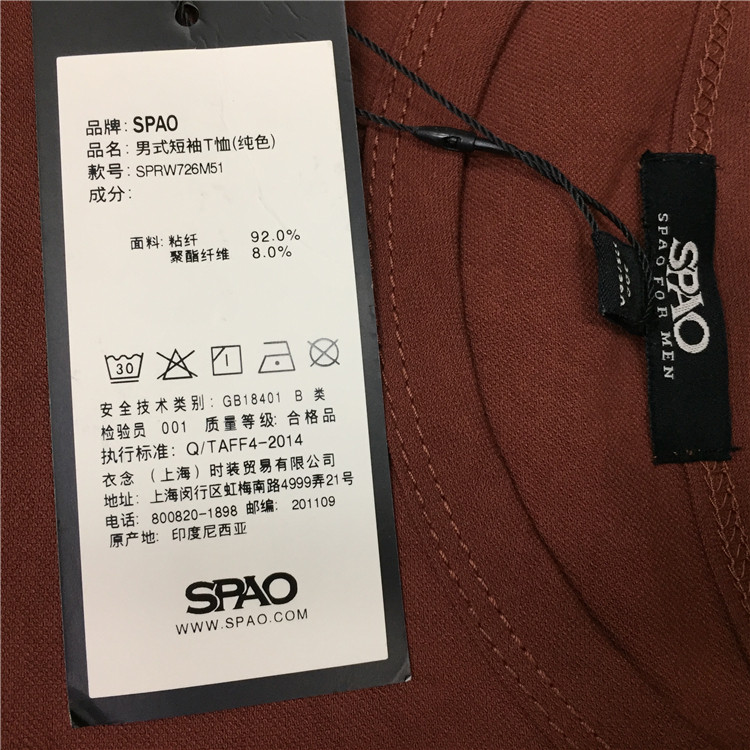 品牌: SPAO
品名: 男式短袖T恤(纯色)
款号: SPRW726M51
成分:
面料: 粘纤 92.0%
聚酯纤维 8.0%
30
安全技术类别: GB18401 B 类
检验员 001 质量等级: 合格品
执行标准: Q/TAFF4-2014
衣念 (上海) 时装贸易有限公司
地址: 上海闵行区虹梅南路4999弄21号
电话: 800820-1898 邮编: 201109
原产地: 印度尼西亚
SPAO
WWW.SPAO.COM
SPAO
SPAO FOR MEN